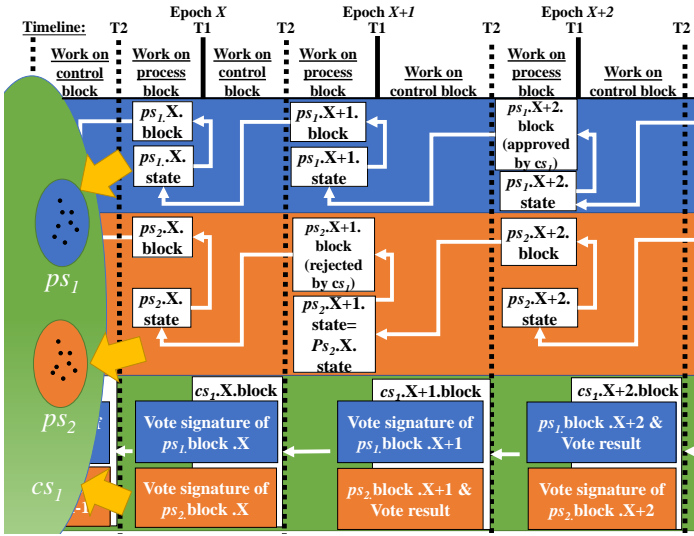 Timeline:
T2
Epoch X
T1
T2
Epoch X+1
T1
T2
Epoch X+2
T1
T2
Work on
control
block
Work on
process
block
Work on
control
block
Work on
process
block
Work on
control block
Work on
process
block
Work on
control block
ps1.X.
block
ps1.X.
state
ps1.X+1.
block
ps1.X+1.
state
ps1.X+2.
block
(approved
by cs1)
ps1.X+2.
state
ps1
ps2.X.
block
ps2.X.
state
ps2.X+1.
block
(rejected
by cs1)
ps2.X+1.
state=
Ps2.X.
state
ps2.X+2.
block
ps2.X+2.
state
ps2
cs1
cs1.X.block
Vote signature of
ps1.block .X
Vote signature of
ps2.block .X
cs1.X+1.block
Vote signature of
ps1.block .X+1
ps2.block .X+1 &
Vote result
cs1.X+2.block
ps1.block .X+2 &
Vote result
Vote signature of
ps2.block .X+2